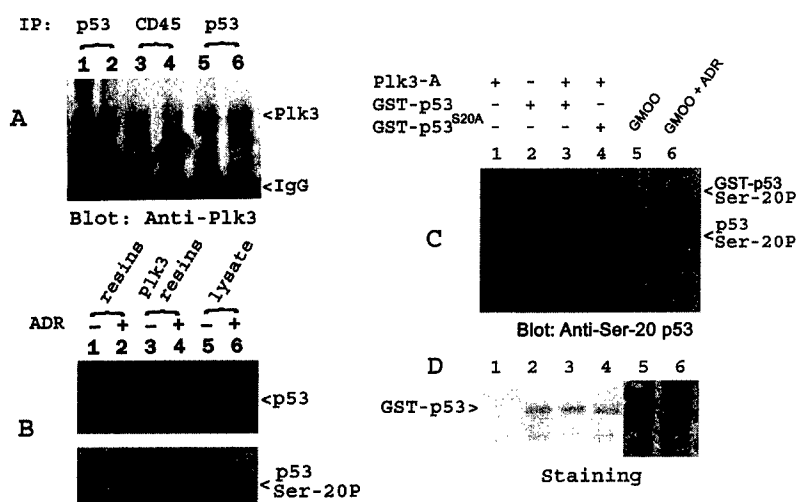 IP: p53 CD45 p53
1 2 3 4 5 6
A
<Plk3
<IgG
Blot: Anti-Plk3
resins
Plk3 resins
lysate
ADR - + - + - +
1 2 3 4 5 6
B
<p53
<p53
Ser-20P
Plk3-A + - + +
GST-p53 - + + -
GST-p53S20A - - - +
GMOO
GMOO + ADR
1 2 3 4 5 6
C
<GST-p53
Ser-20P
<p53
Ser-20P
Blot: Anti-Ser-20 p53
D 1 2 3 4 5 6
GST-p53>
Staining